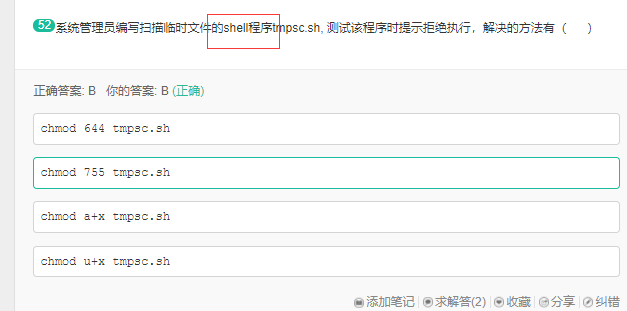 52 系统管理员编写扫描临时文件的shell程序tmpsc.sh, 测试该程序时提示拒绝执行，解决的方法有（ ）
正确答案: B 你的答案: B (正确)
chmod 644 tmpsc.sh
chmod 755 tmpsc.sh
chmod a+x tmpsc.sh
chmod u+x tmpsc.sh
添加笔记 | 求解答(2) | 收藏 | 分享 | 纠错